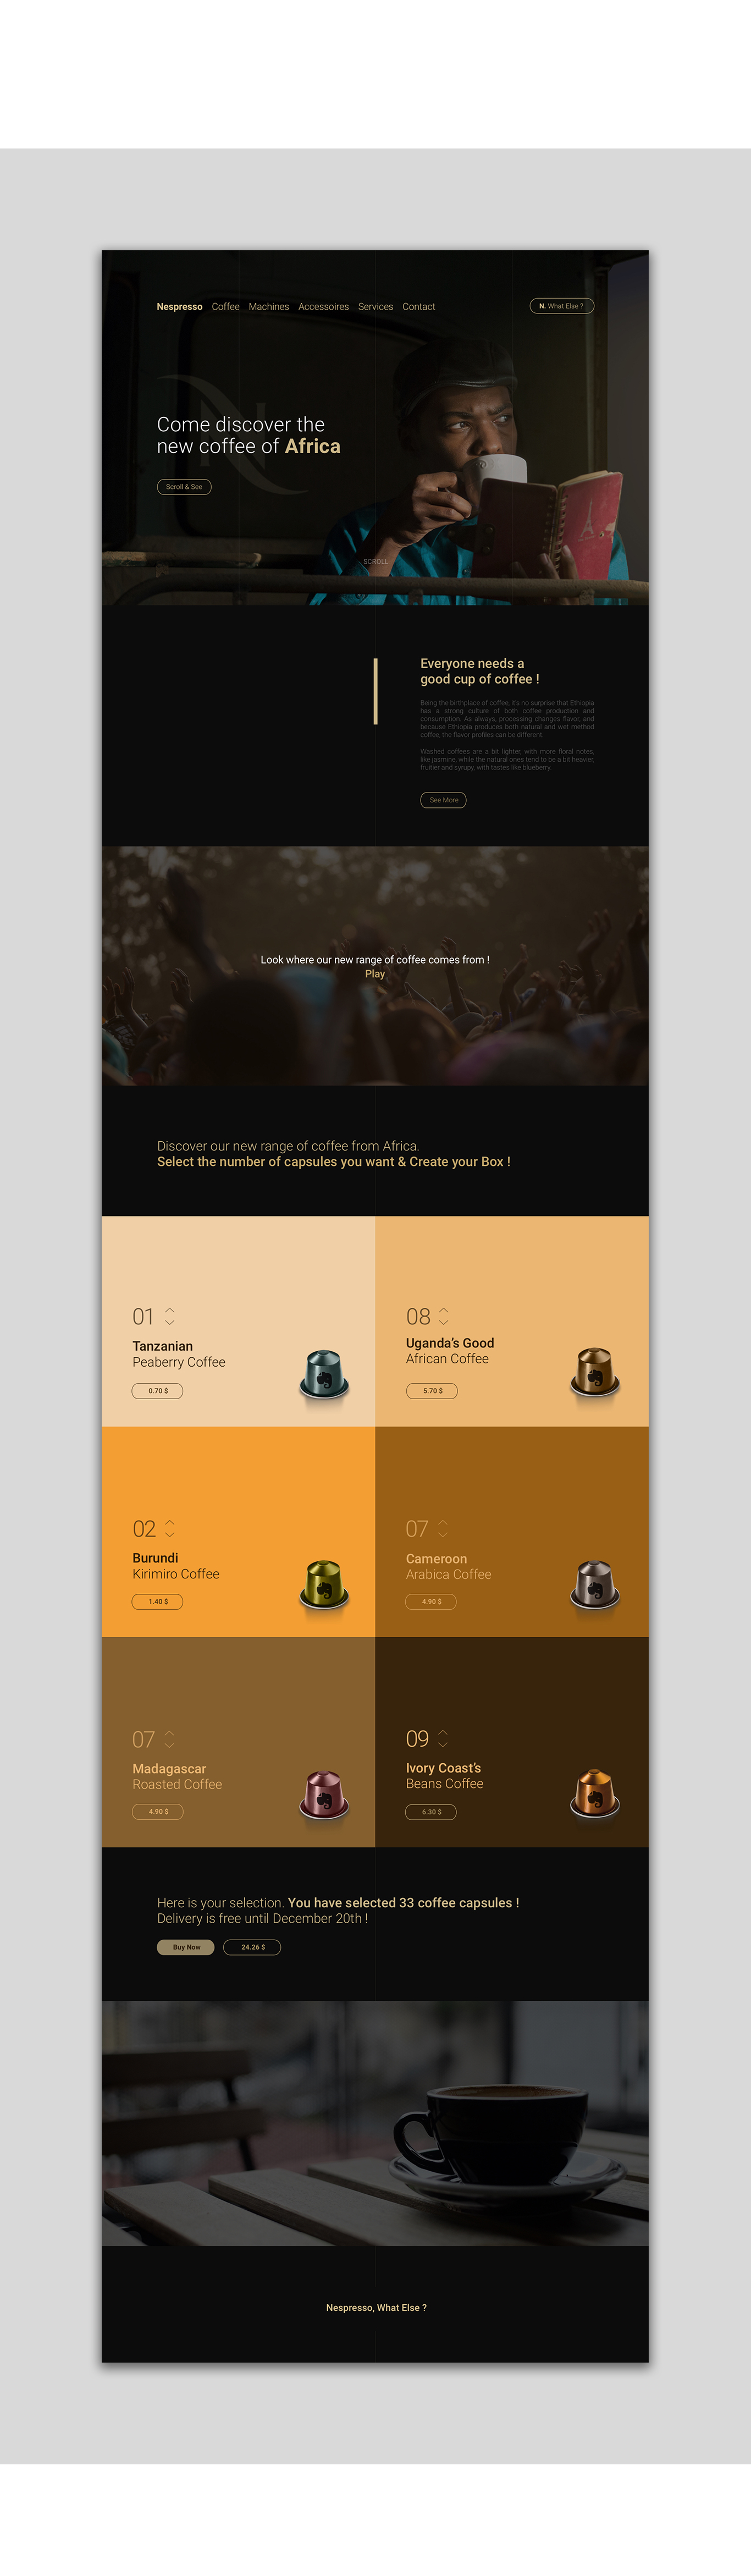 Nespresso Coffee Machines Accessoires Services Contact
N. What Else ?
Come discover the
new coffee of Africa
Scroll & See
SCROLL
Everyone needs a
good cup of coffee !
Being the birthplace of coffee, it's no surprise that Ethiopia
has a strong culture of both coffee production and
consumption. As always, processing changes flavor, and
because Ethiopia produces both natural and wet method
coffee, the flavor profiles can be different.
Washed coffees are a bit lighter, with more floral notes,
like jasmine, while the natural ones tend to be a bit heavier,
fruitier and syrupy, with tastes like blueberry.
See More
Look where our new range of coffee comes from !
Play
Discover our new range of coffee from Africa.
Select the number of capsules you want & Create your Box !
01
Tanzanian
Peaberry Coffee
0.70 $
08
Uganda's Good
African Coffee
5.70 $
02
Burundi
Kirimiro Coffee
1.40 $
07
Cameroon
Arabica Coffee
4.90 $
07
Madagascar
Roasted Coffee
4.90 $
09
Ivory Coast's
Beans Coffee
6.30 $
Here is your selection. You have selected 33 coffee capsules !
Delivery is free until December 20th !
Buy Now
24.26 $
Nespresso, What Else ?